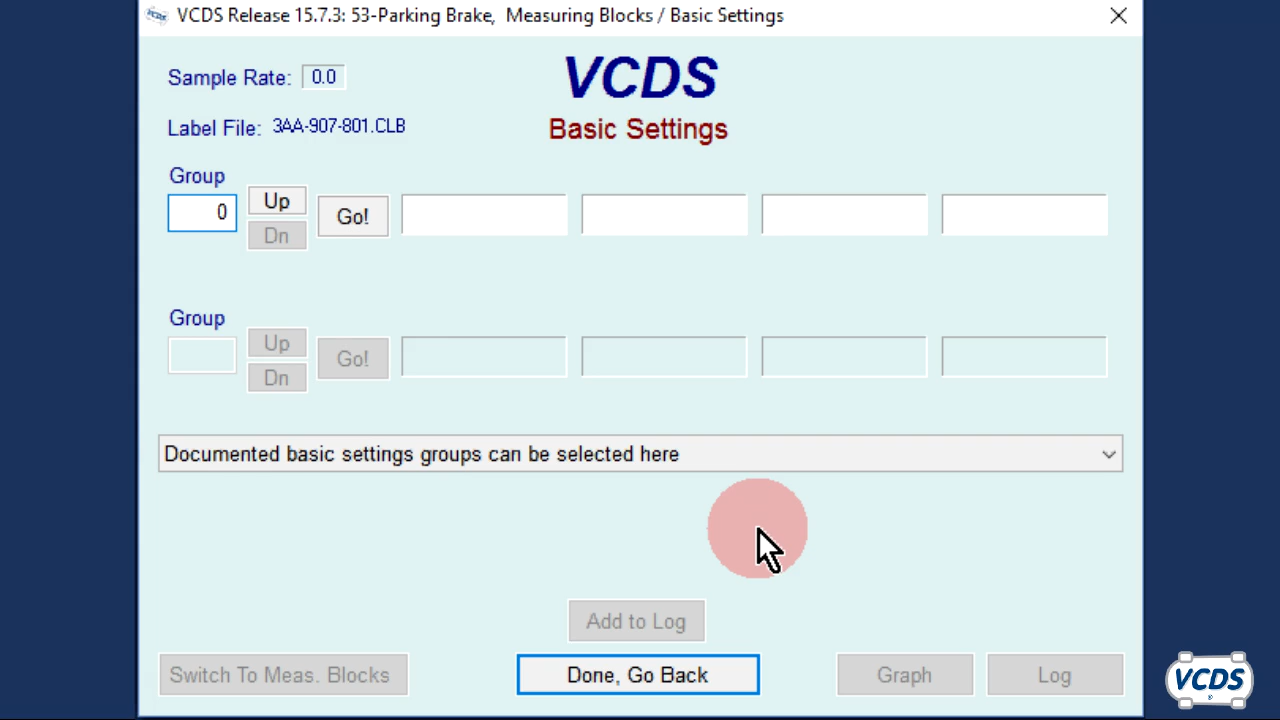 VCDS Release 15.7.3: 53-Parking Brake,  Measuring Blocks / Basic Settings
Sample Rate: 0.0
VCDS
Label File: 3AA-907-801.CLB
Basic Settings
Group
0
Up
Dn
Go!
Group
Up
Dn
Go!
Documented basic settings groups can be selected here
Add to Log
Switch To Meas. Blocks
Done, Go Back
Graph
Log
VCDS